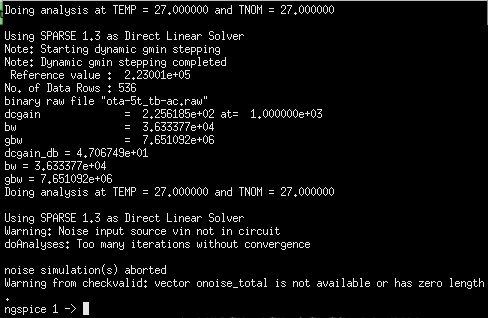 Doing analysis at TEMP = 27.000000 and TNOM = 27.000000
Using SPARSE 1.3 as Direct Linear Solver
Note: Starting dynamic gmin stepping
Note: Dynamic gmin stepping completed
Reference value : 2.23001e+05
No. of Data Rows : 536
binary raw file "ota-5t_tb-ac.raw"
dcgain = 2.256185e+02 at= 1.000000e+03
bw = 3.633377e+04
gbw = 7.651092e+06
dcgain_db = 4.706749e+01
bw = 3.633377e+04
gbw = 7.651092e+06
Doing analysis at TEMP = 27.000000 and TNOM = 27.000000
Using SPARSE 1.3 as Direct Linear Solver
Warning: Noise input source vin not in circuit
doAnalyses: Too many iterations without convergence
noise simulation(s) aborted
Warning from checkvalid: vector onoise_total is not available or has zero length
.
ngspice 1 ->